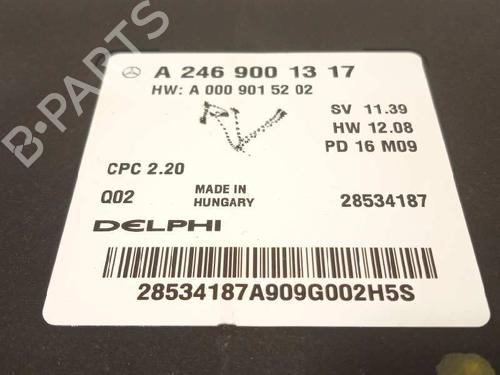 A 246 900 13 17
HW: A 000 901 52 02
SV 11.39
HW 12.08
PD 16 M09
CPC 2.20
Q02
MADE IN
HUNGARY
28534187
DELPHI
28534187A909G002H5S
B-PARTS
B-PARTS